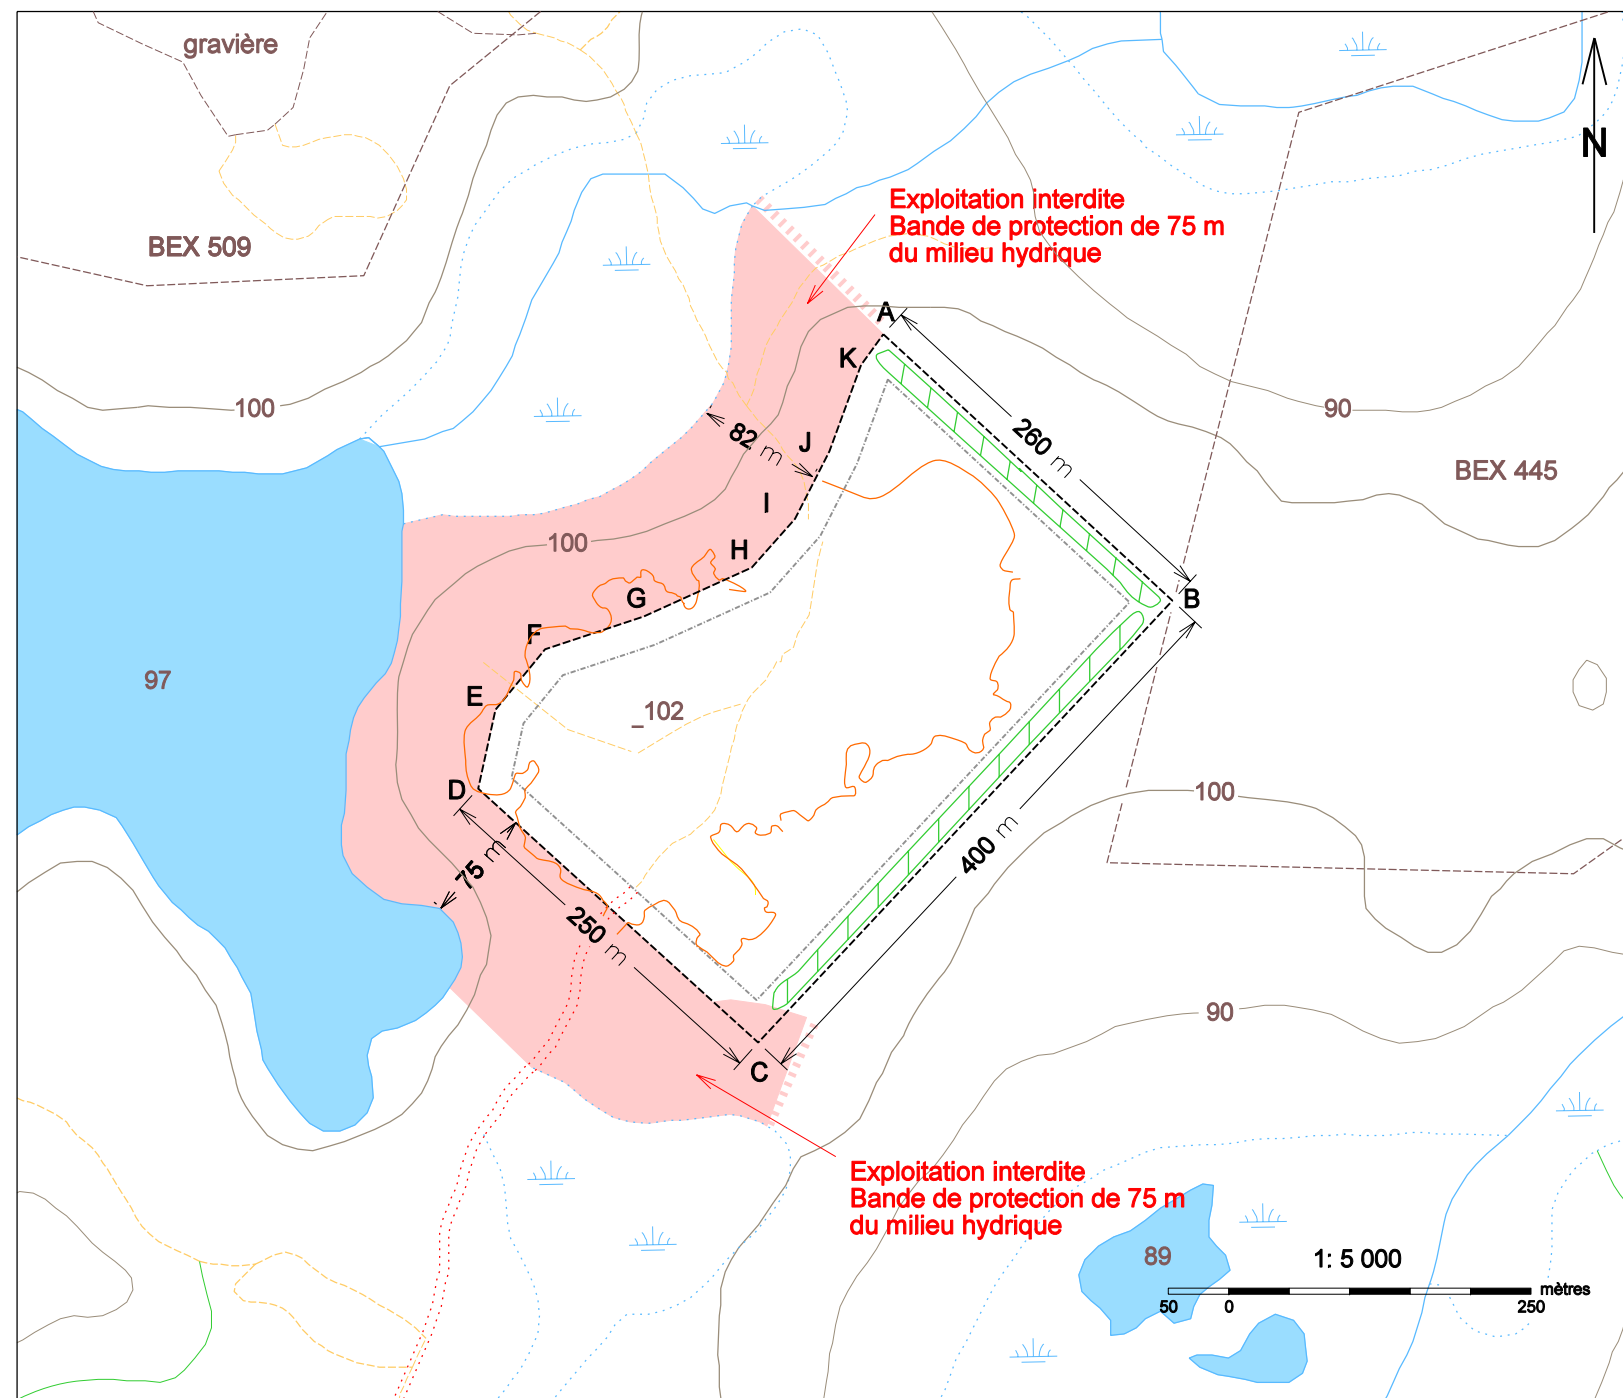 gravière
N
BEX 509
Exploitation interdite
Bande de protection de 75 m
du milieu hydrique
A
K
100
90
260 m
82 m
J
BEX 445
I
100
H
G
B
F
97
E
_102
D
100
75 m
400 m
250 m
90
C
Exploitation interdite
Bande de protection de 75 m
du milieu hydrique
89
1: 5 000
mètres
50 0 250